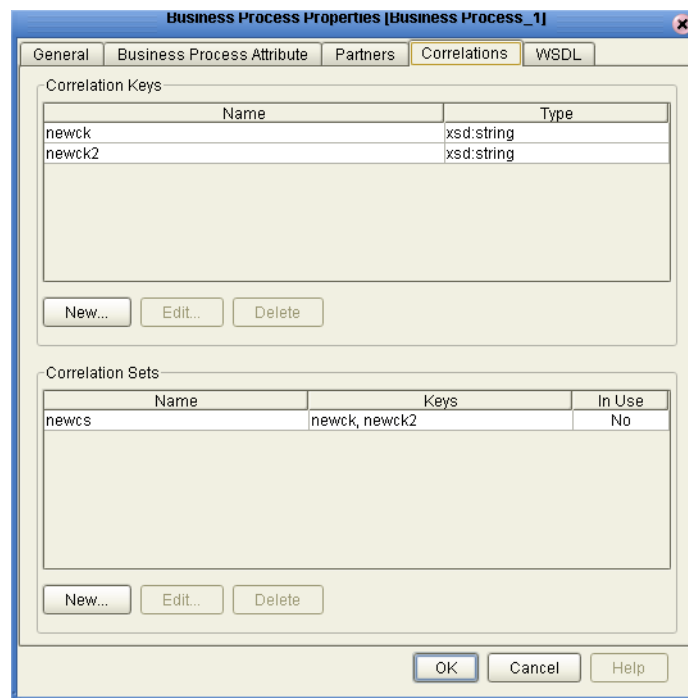 Business Process Properties [Business Process_1]
General Business Process Attribute Partners Correlations WSDL
Correlation Keys
Name Type
newck xsd:string
newck2 xsd:string
New... Edit... Delete
Correlation Sets
Name Keys In Use
newcs newck, newck2 No
New... Edit... Delete
OK Cancel Help